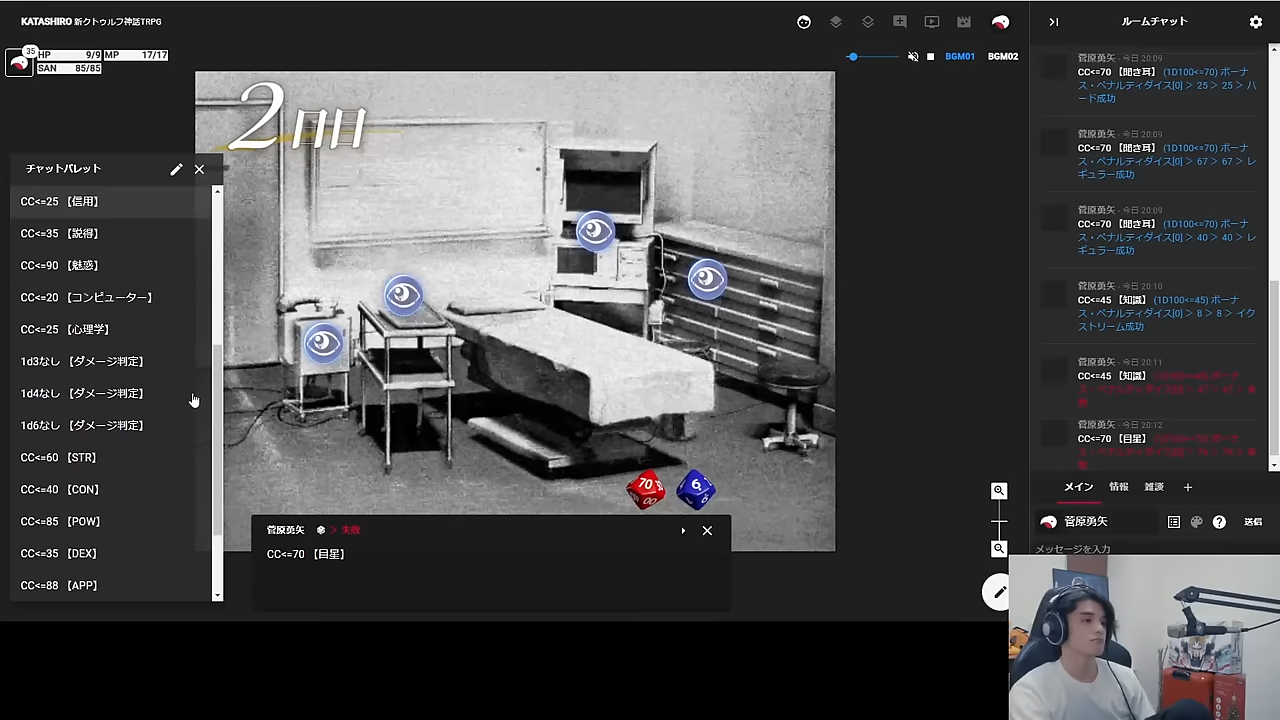 KATASHIRO 新クトゥルフ神話TRPG
ルームチャット
35
HP 9/9 MP 17/17
SAN 85/85
BGM01 BGM02
2日目
チャットパレット
CC<=25 【信用】
CC<=35 【説得】
CC<=90 【魅惑】
CC<=20 【コンピューター】
CC<=25 【心理学】
1d3なし 【ダメージ判定】
1d4なし 【ダメージ判定】
1d6なし 【ダメージ判定】
CC<=60 【STR】
CC<=40 【CON】
CC<=85 【POW】
CC<=35 【DEX】
CC<=88 【APP】
70
00
6
菅原勇矢 > 失敗
CC<=70 【目星】
菅原勇矢 - 今日 20:09
CC<=70 【聞き耳】 (1D100<=70) ボーナ
ス・ペナルティダイス[0] > 25 > 25 > ハ
ード成功
菅原勇矢 - 今日 20:09
CC<=70 【聞き耳】 (1D100<=70) ボーナ
ス・ペナルティダイス[0] > 67 > 67 > レ
ギュラー成功
菅原勇矢 - 今日 20:09
CC<=70 【聞き耳】 (1D100<=70) ボーナ
ス・ペナルティダイス[0] > 40 > 40 > レ
ギュラー成功
菅原勇矢 - 今日 20:10
CC<=45 【知識】 (1D100<=45) ボーナ
ス・ペナルティダイス[0] > 8 > 8 > イク
ストリーム成功
菅原勇矢 - 今日 20:11
CC<=45 【知識】 (1D100<=45) ボーナ
菅原勇矢 - 今日 20:12
CC<=70 【目星】
メイン 情報 雑談 +
菅原勇矢
送信
メッセージを入力